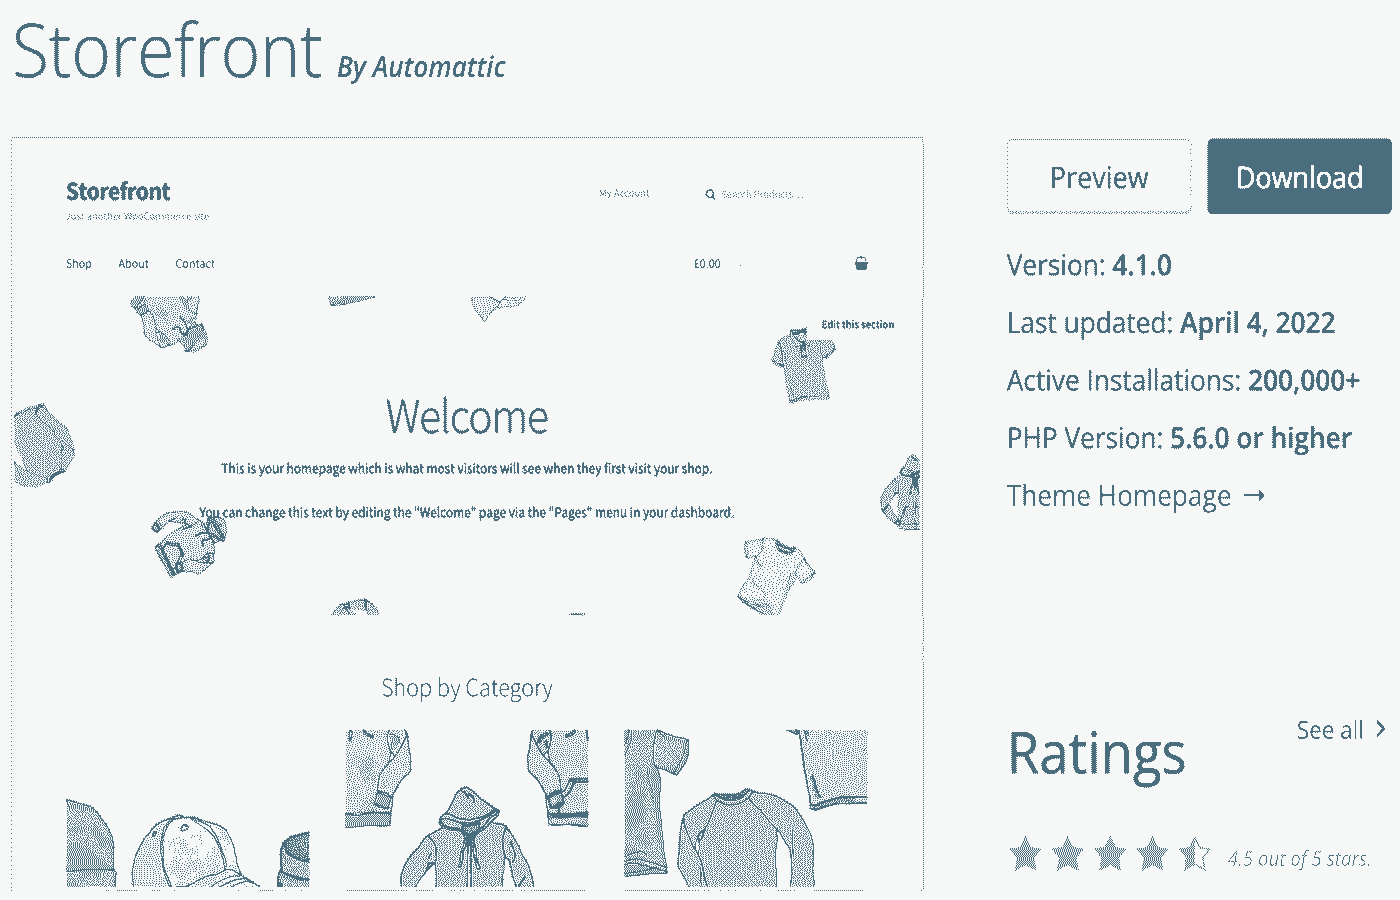 Storefront By Automattic
Storefront
Just another WooCommerce site
My Account
Search Products...
Shop About Contact
£0.00
Edit this section
Welcome
This is your homepage which is what most visitors will see when they first visit your shop.
You can change this text by editing the "Welcome" page via the "Pages" menu in your dashboard.
Shop by Category
Preview
Download
Version: 4.1.0
Last updated: April 4, 2022
Active Installations: 200,000+
PHP Version: 5.6.0 or higher
Theme Homepage →
Ratings
See all >
4.5 out of 5 stars.